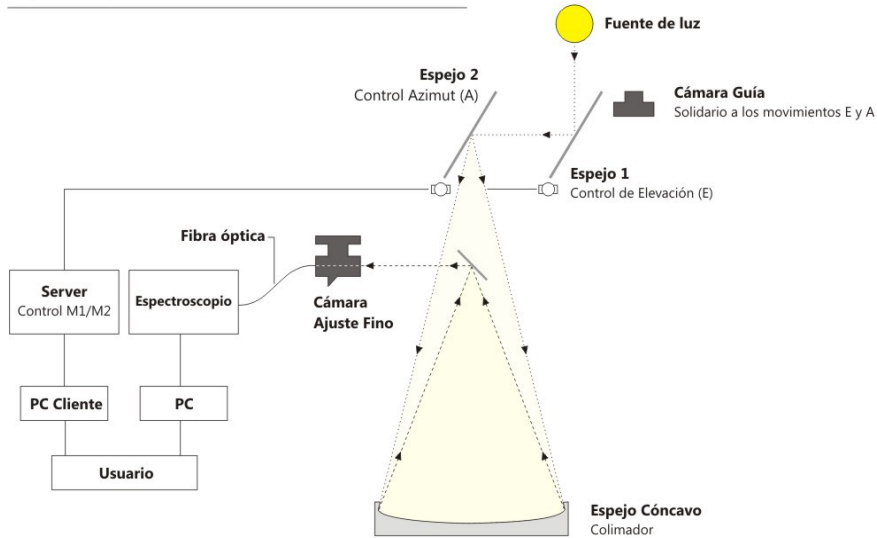 Fuente de luz
Espejo 2
Control Azimut (A)
Cámara Guía
Solidario a los movimientos E y A
Espejo 1
Control de Elevación (E)
Fibra óptica
Server
Control M1/M2
Espectroscopio
Cámara
Ajuste Fino
PC Cliente
PC
Usuario
Espejo Cóncavo
Colimador